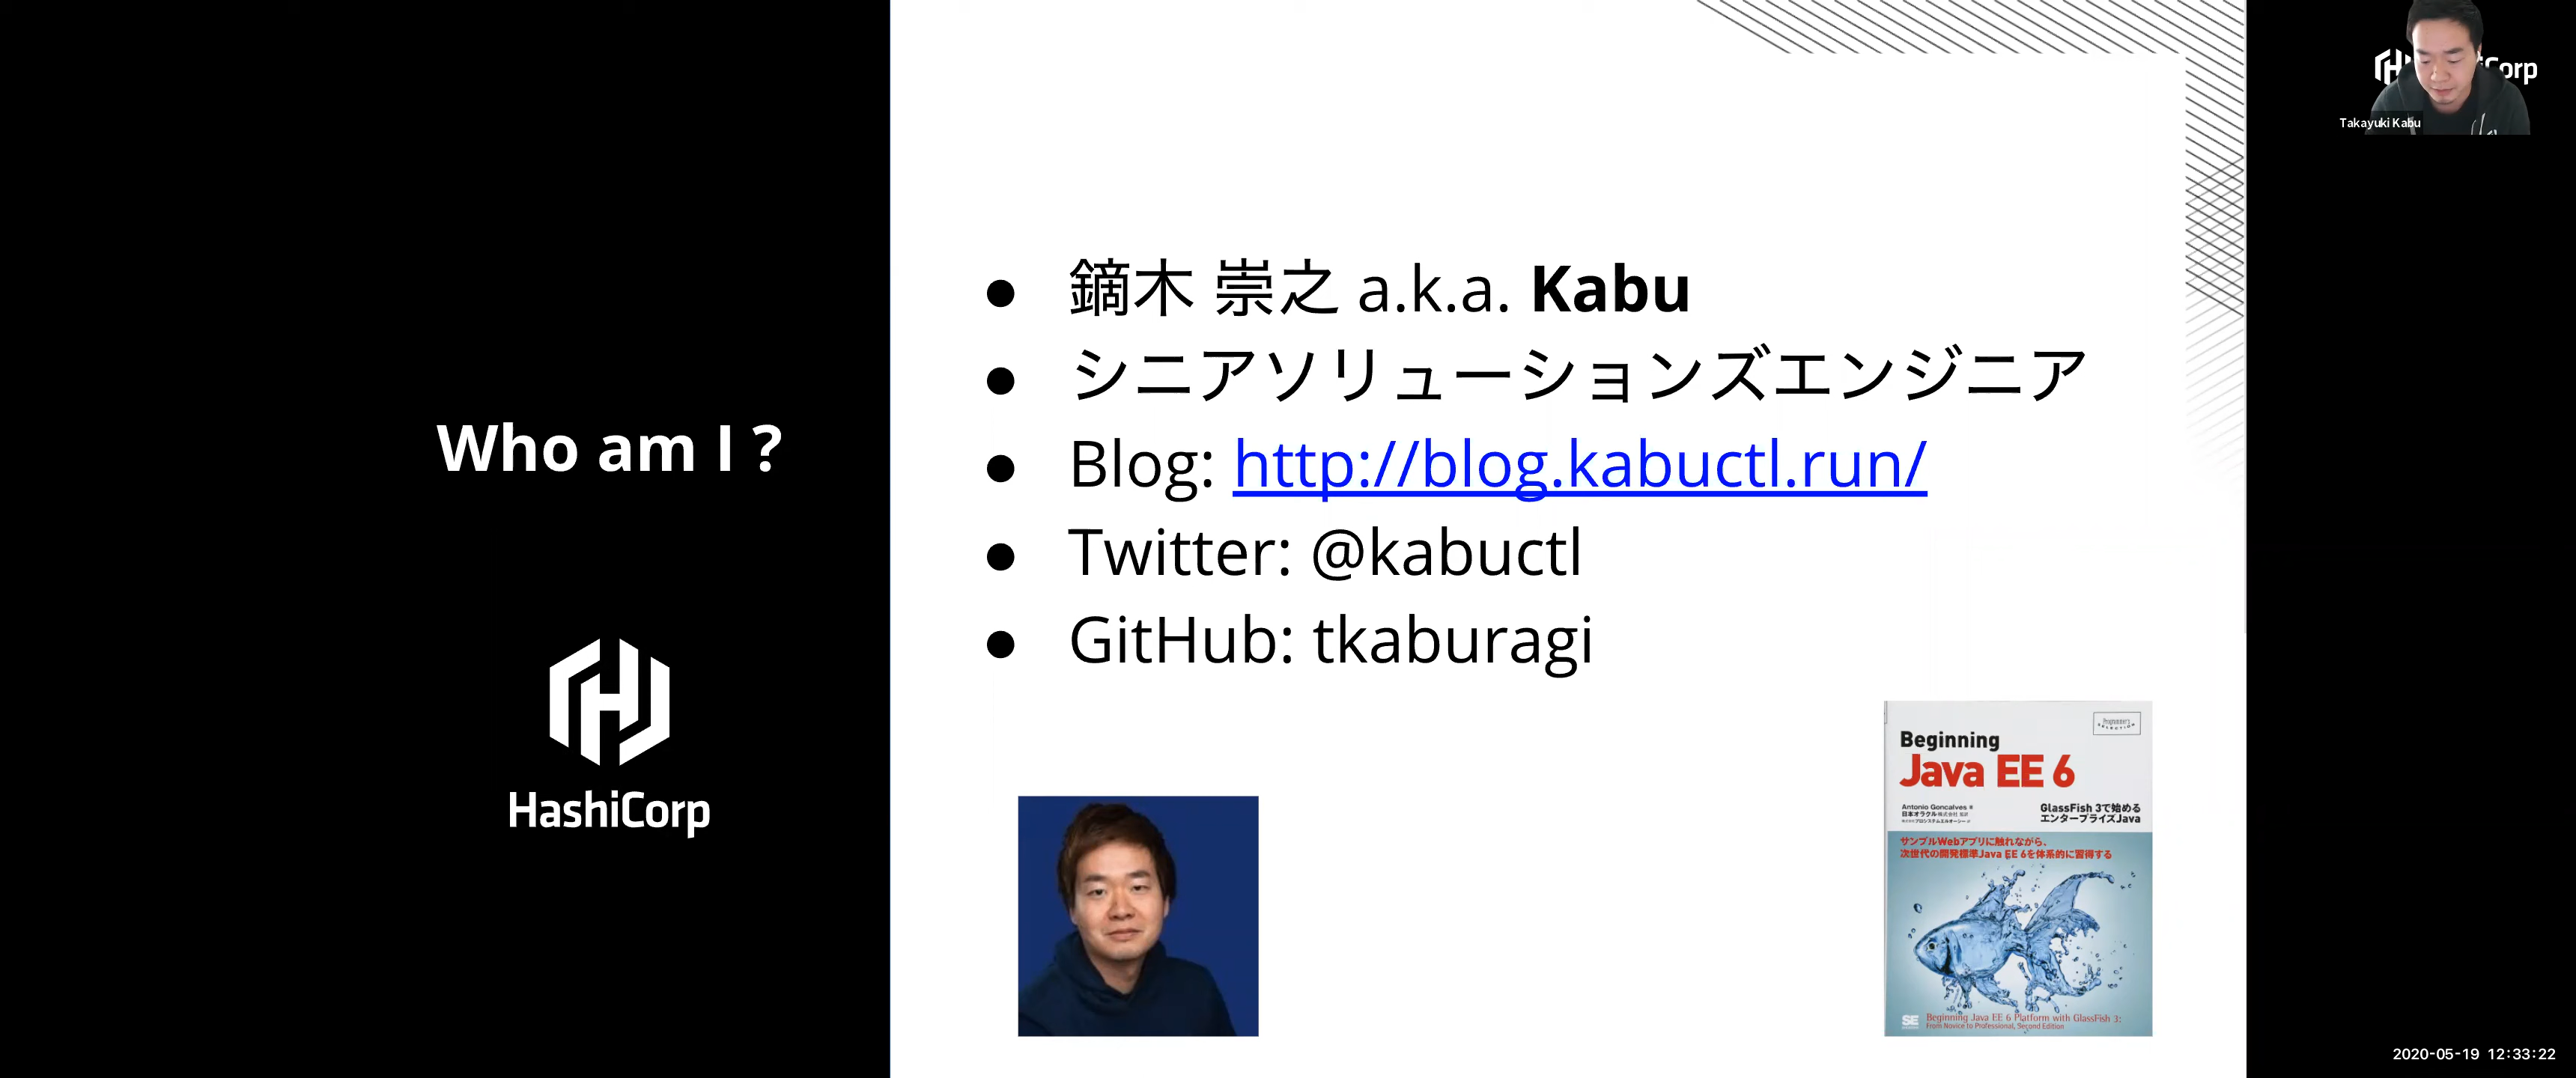 Who am I ?
HashiCorp
鏑木 崇之 a.k.a. Kabu
シニアソリューションズエンジニア
Blog: http://blog.kabuctl.run/
Twitter: @kabuctl
GitHub: tkaburagi
Beginning
Java EE 6
Antonio Goncalves 著
日本オラクル株式会社 監訳
GlassFish 3で始める
エンタープライズJava
サンプルWebアプリに触れながら、
次世代の開発標準Java EE 6を体系的に習得する
SE
Beginning Java EE 6 Platform with GlassFish 3:
From Novice to Professional, Second Edition
Corp
Takayuki Kabu
2020-05-19 12:33:22